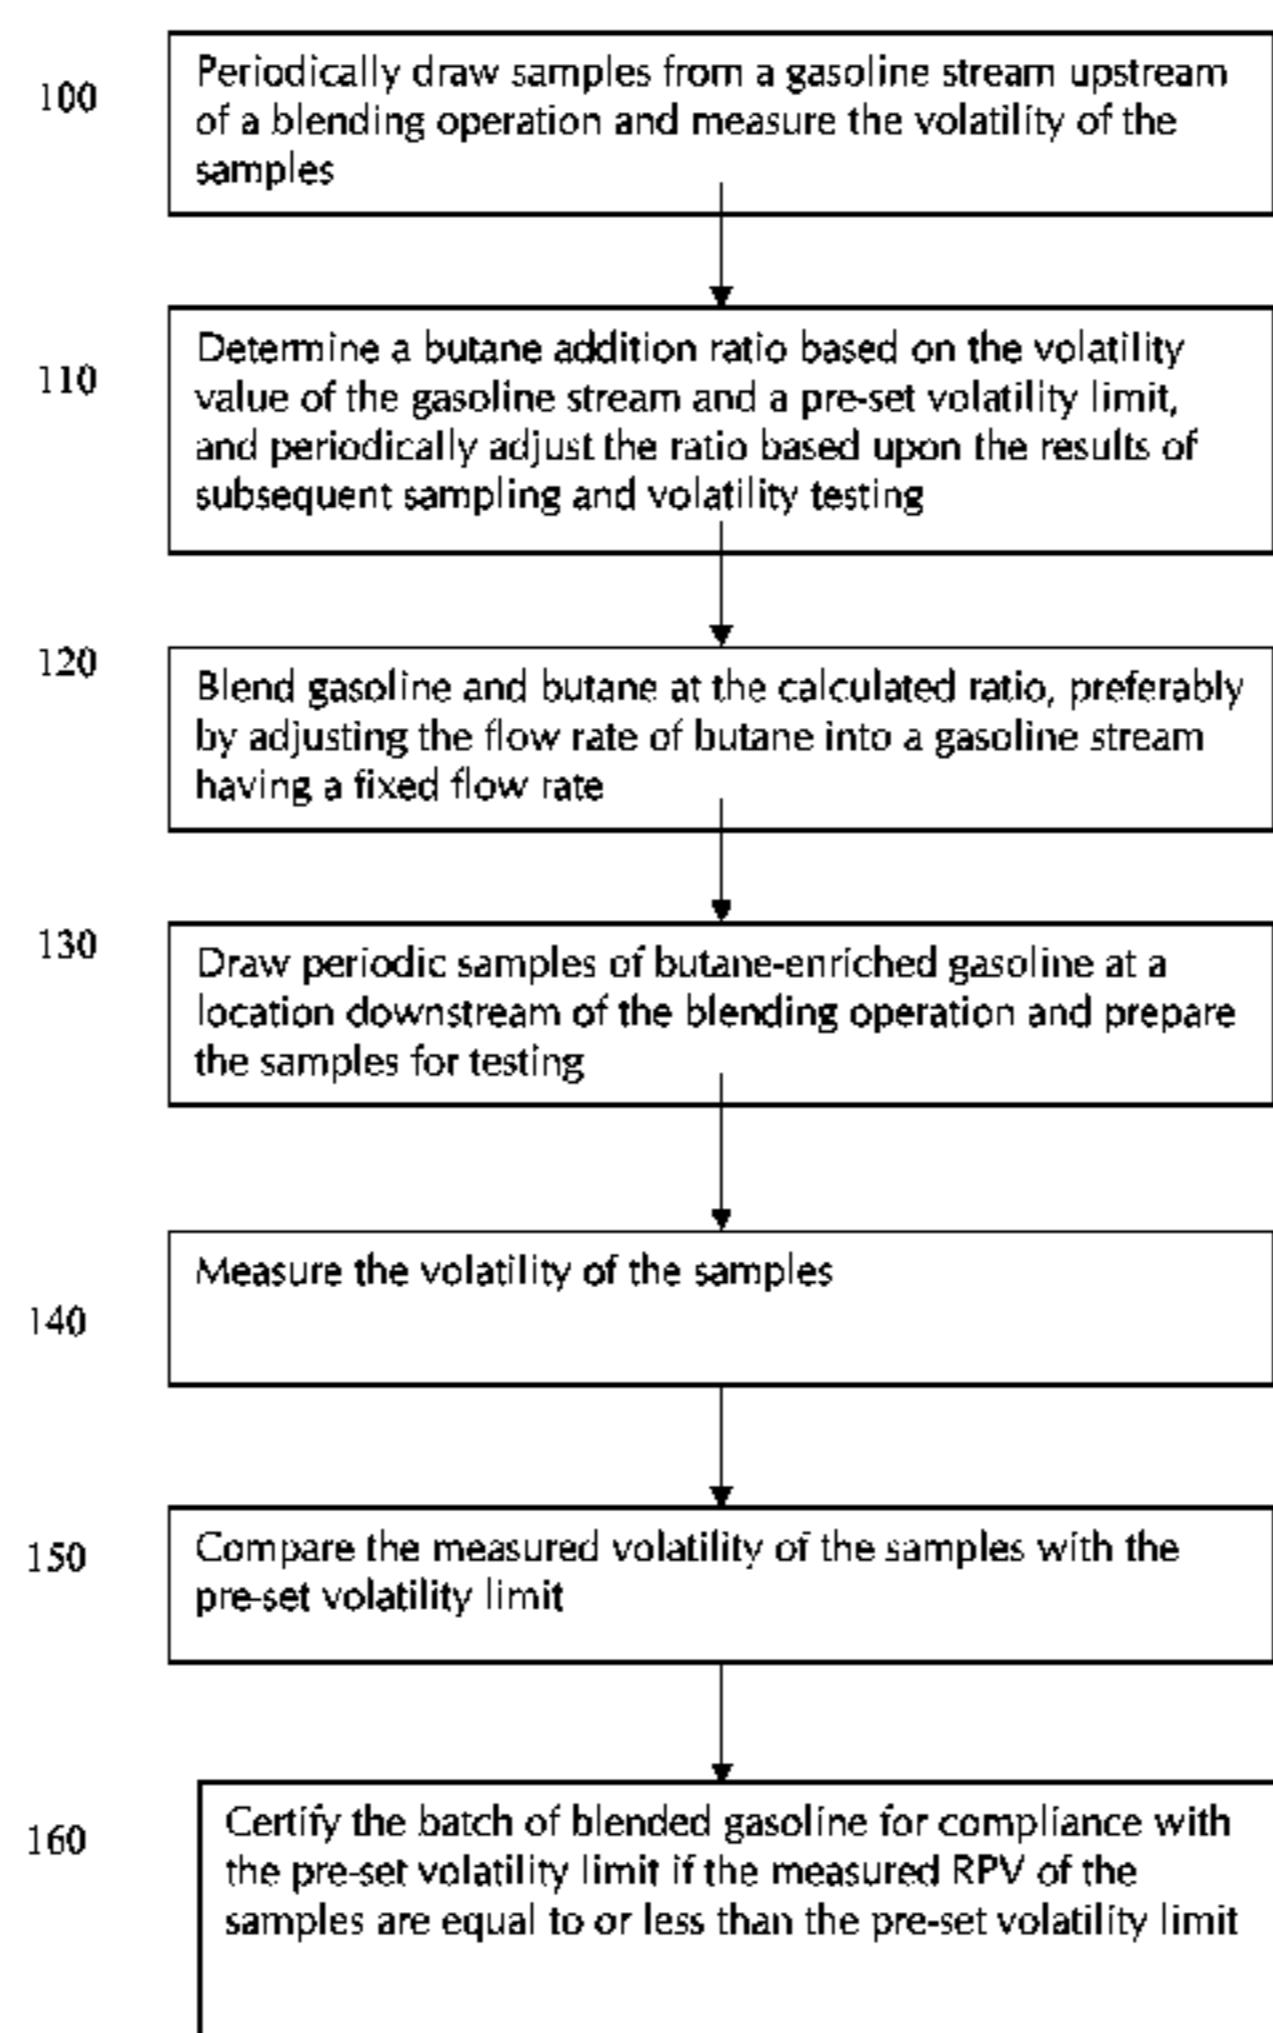 100
Periodically draw samples from a gasoline stream upstream
of a blending operation and measure the volatility of the
samples
110
Determine a butane addition ratio based on the volatility
value of the gasoline stream and a pre-set volatility limit,
and periodically adjust the ratio based upon the results of
subsequent sampling and volatility testing
120
Blend gasoline and butane at the calculated ratio, preferably
by adjusting the flow rate of butane into a gasoline stream
having a fixed flow rate
130
Draw periodic samples of butane-enriched gasoline at a
location downstream of the blending operation and prepare
the samples for testing
140
Measure the volatility of the samples
150
Compare the measured volatility of the samples with the
pre-set volatility limit
160
Certify the batch of blended gasoline for compliance with
the pre-set volatility limit if the measured RPV of the
samples are equal to or less than the pre-set volatility limit